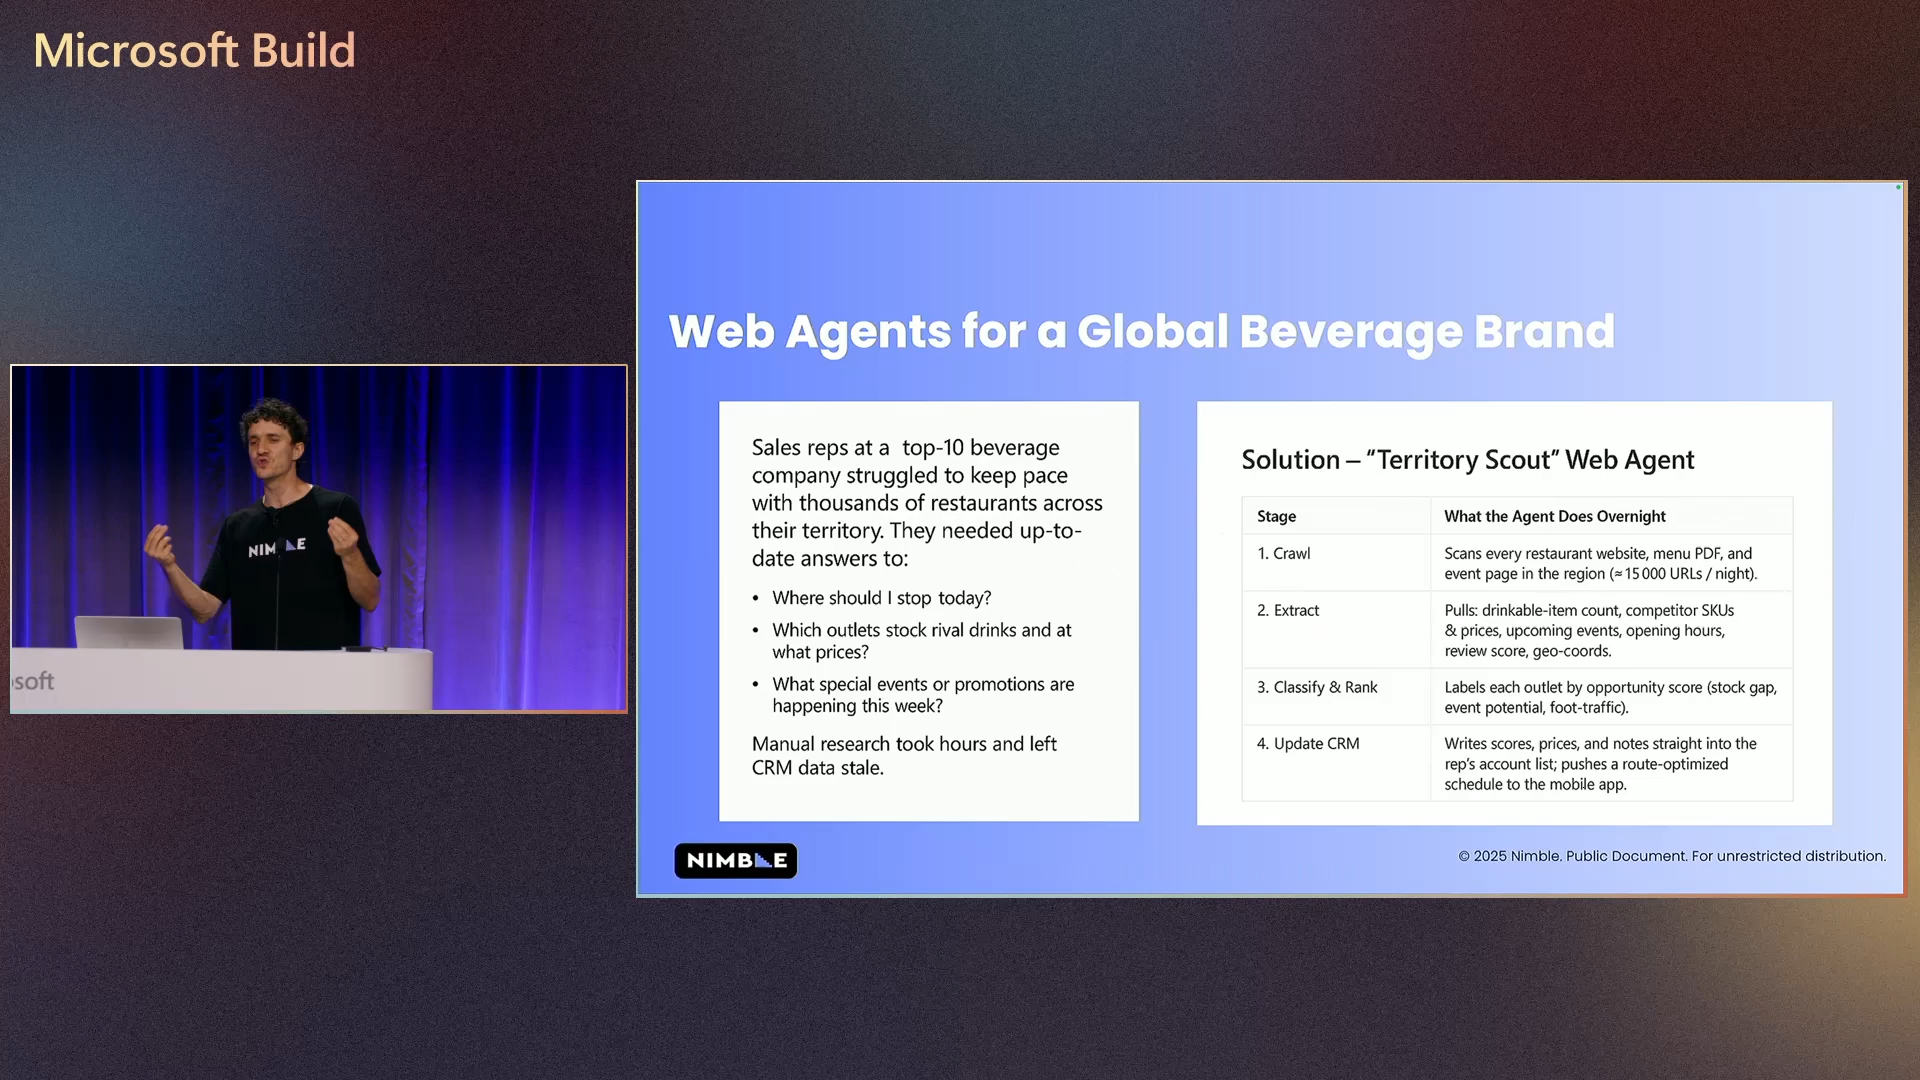 Microsoft Build
NIMBLE
soft
Web Agents for a Global Beverage Brand
Sales reps at a top-10 beverage
company struggled to keep pace
with thousands of restaurants across
their territory. They needed up-to-
date answers to:
• Where should I stop today?
• Which outlets stock rival drinks and at
what prices?
• What special events or promotions are
happening this week?
Manual research took hours and left
CRM data stale.
Solution – “Territory Scout” Web Agent
Stage What the Agent Does Overnight
1. Crawl Scans every restaurant website, menu PDF, and
event page in the region (≈15 000 URLs / night).
2. Extract Pulls: drinkable-item count, competitor SKUs
& prices, upcoming events, opening hours,
review score, geo-coords.
3. Classify & Rank Labels each outlet by opportunity score (stock gap,
event potential, foot-traffic).
4. Update CRM Writes scores, prices, and notes straight into the
rep’s account list; pushes a route-optimized
schedule to the mobile app.
NIMBLE
© 2025 Nimble. Public Document. For unrestricted distribution.